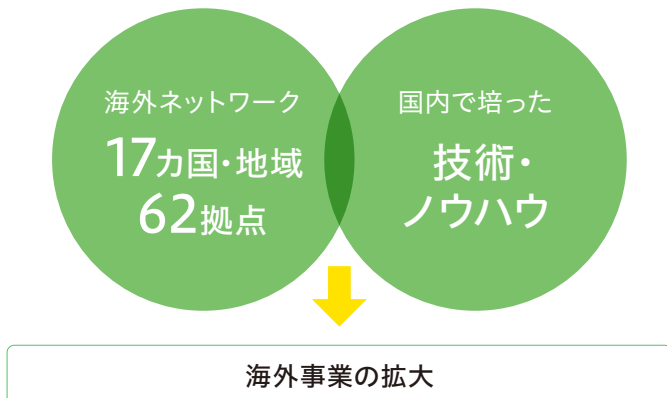 海外ネットワーク
17カ国・地域
62拠点
国内で培った
技術・
ノウハウ
海外事業の拡大